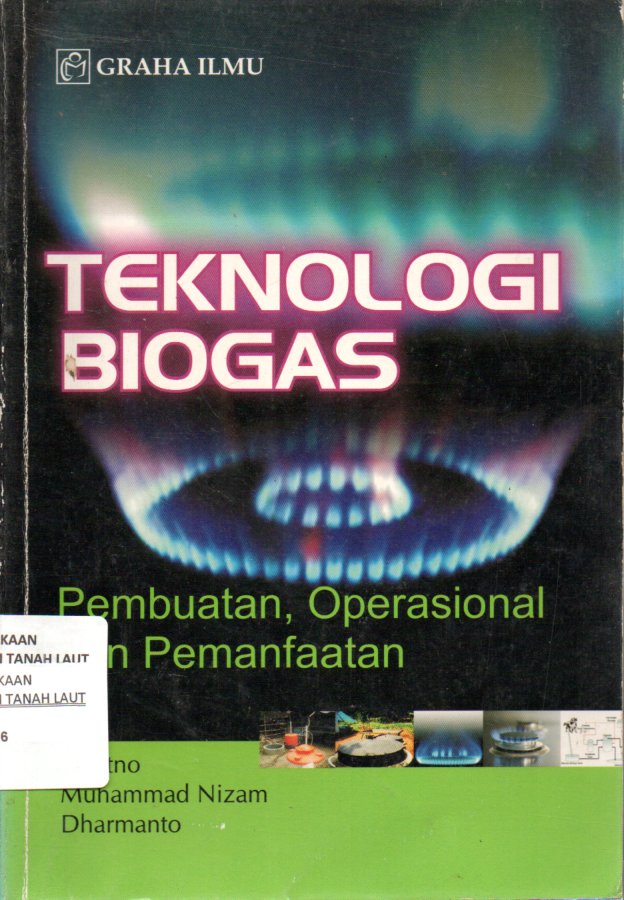 GRAHA ILMU
TEKNOLOGI
BIOGAS
Pembuatan, Operasional
Pemanfaatan
KAAN
TANAH LAUT
KAAN
TANAH LAUT
6
Muhammad Nizam
Dharmanto